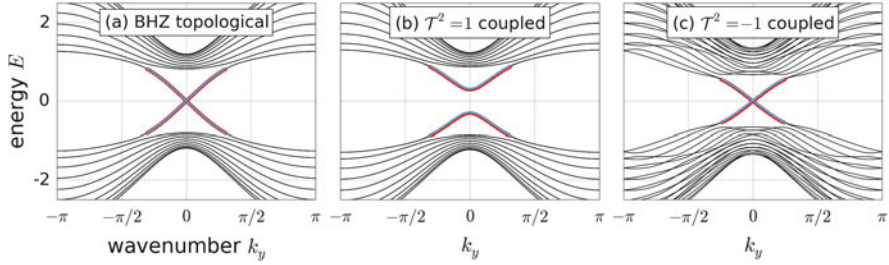 (a) BHZ topological
(b) 𝒯² = 1 coupled
(c) 𝒯² = −1 coupled
energy E
2
0
-2
−π
−π/2
0
π/2
π
−π
−π/2
0
π/2
π
−π
−π/2
0
π/2
π
wavenumber k_y
k_y
k_y